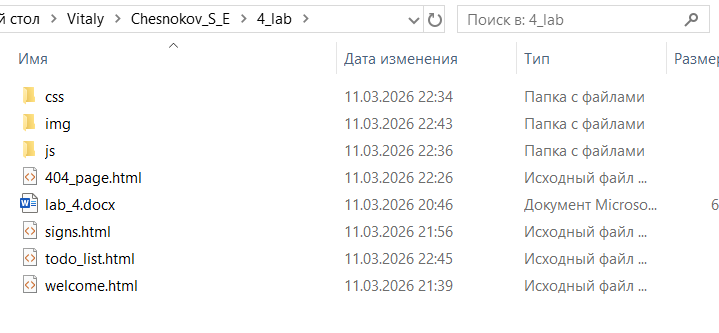 й стол > Vitaly > Chesnokov_S_E > 4_lab
Поиск в: 4_lab
Имя Дата изменения Тип Размер
css 11.03.2026 22:34 Папка с файлами
img 11.03.2026 22:43 Папка с файлами
js 11.03.2026 22:36 Папка с файлами
404_page.html 11.03.2026 22:26 Исходный файл ...
lab_4.docx 11.03.2026 20:46 Документ Microso... 6
signs.html 11.03.2026 21:56 Исходный файл ...
todo_list.html 11.03.2026 22:45 Исходный файл ...
welcome.html 11.03.2026 21:39 Исходный файл ...